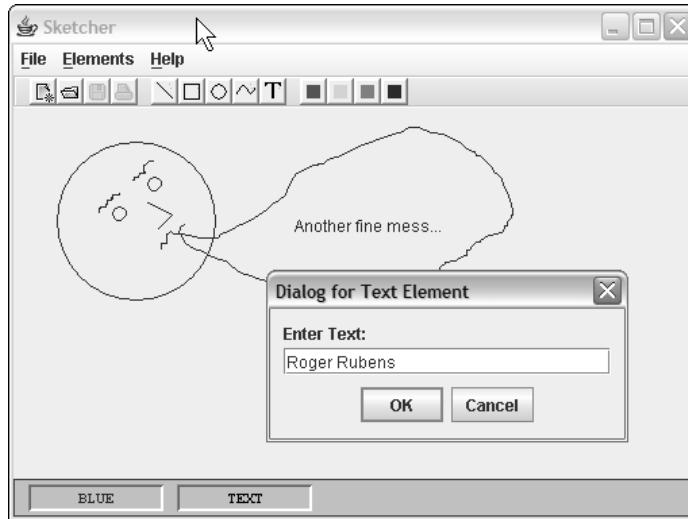 Sketcher
File Elements Help
T
Another fine mess...
Dialog for Text Element
Enter Text:
Roger Rubens
OK Cancel
BLUE TEXT